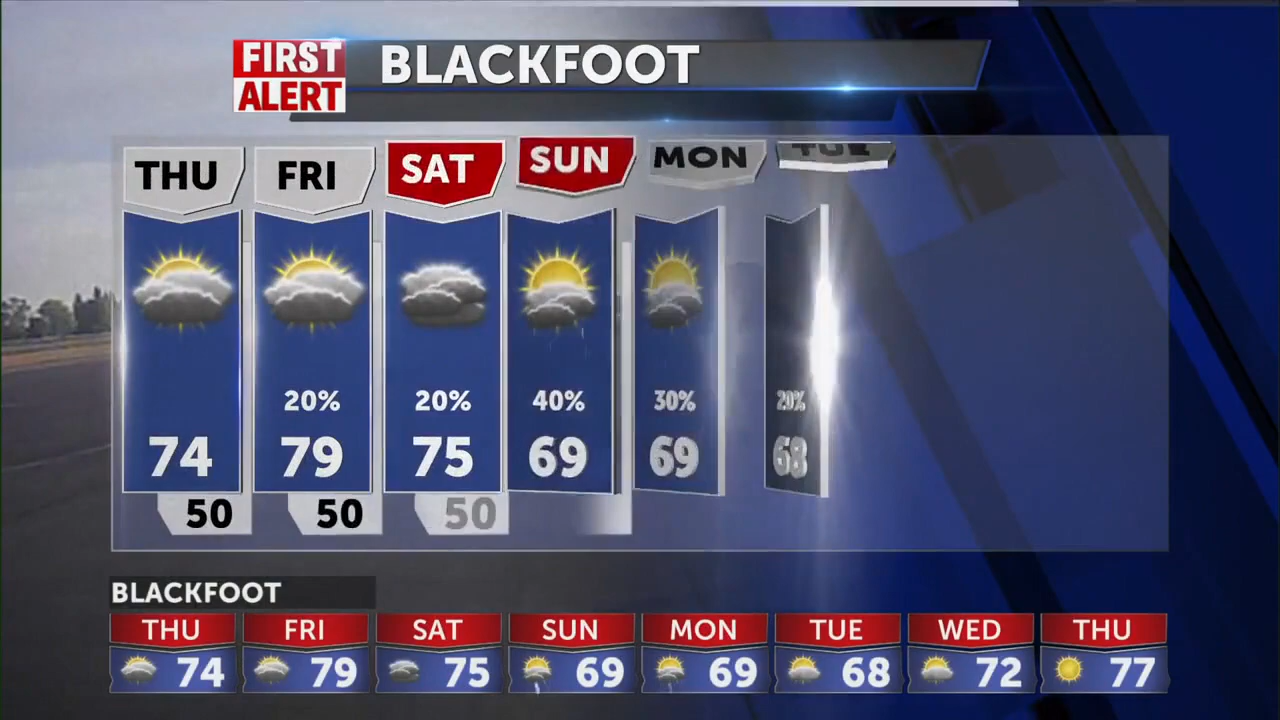 FIRST
ALERT
BLACKFOOT
THU FRI SAT SUN MON TUE
20% 20% 40% 30% 20%
74 79 75 69 69 68
50 50 50
BLACKFOOT
THU FRI SAT SUN MON TUE WED THU
74 79 75 69 69 68 72 77